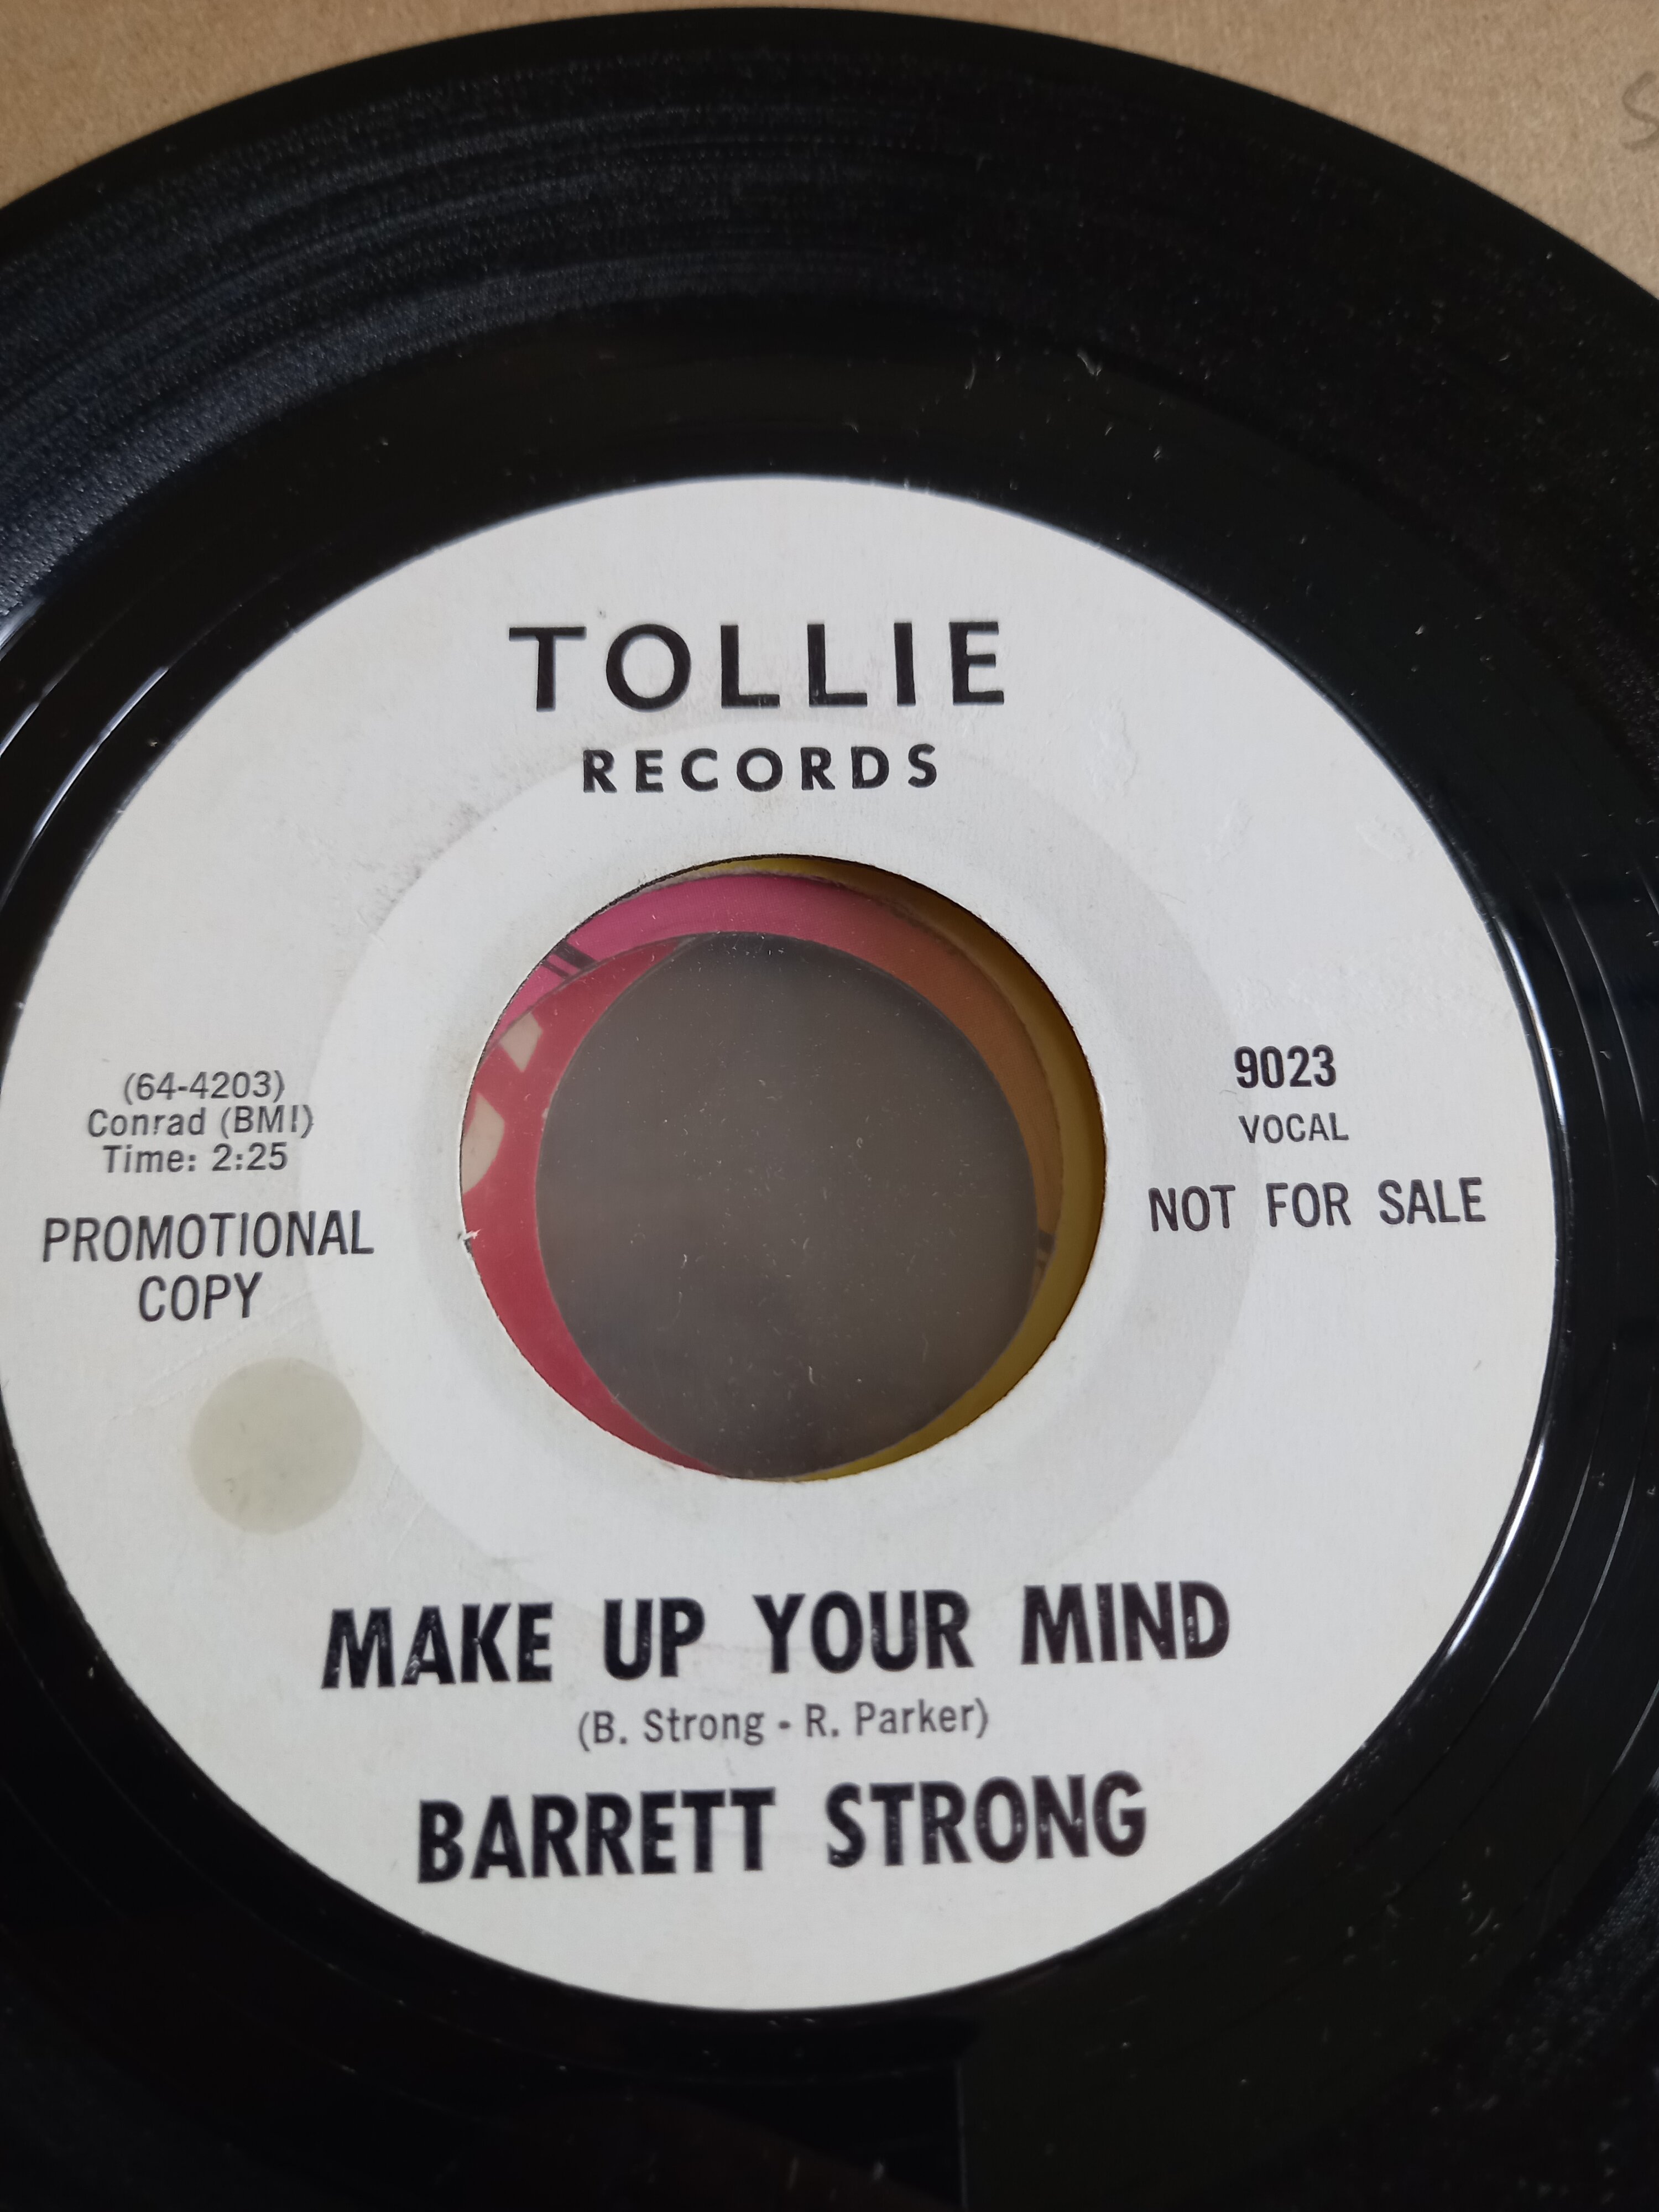 TOLLIE
RECORDS
(64-4203)
Conrad (BMI)
Time: 2:25
PROMOTIONAL
COPY
9023
VOCAL
NOT FOR SALE
MAKE UP YOUR MIND
(B. Strong - R. Parker)
BARRETT STRONG